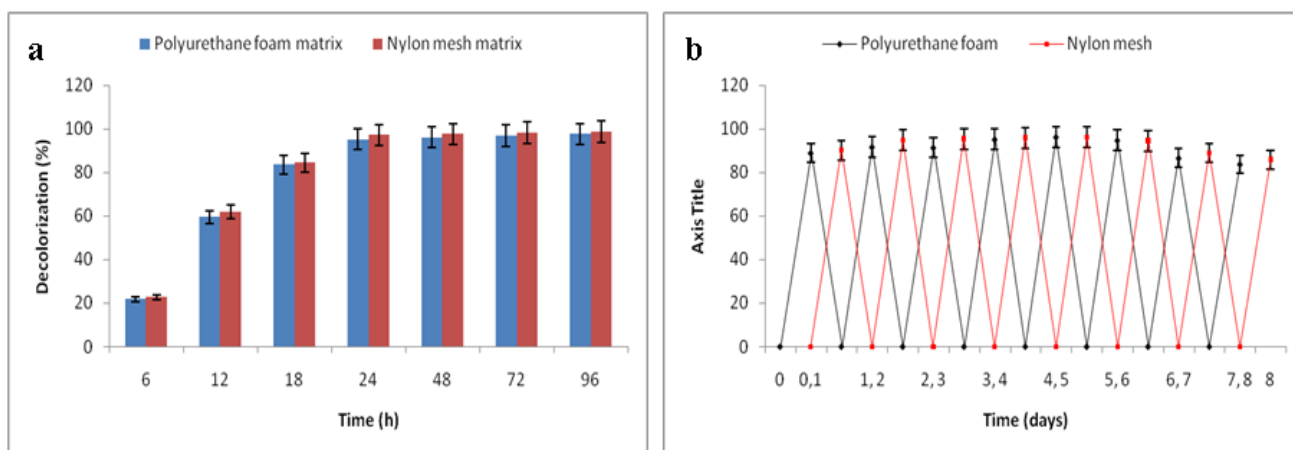 a
Polyurethane foam matrix Nylon mesh matrix
120
100
80
60
40
20
0
Decolorization (%)
6 12 18 24 48 72 96
Time (h)
b
Polyurethane foam Nylon mesh
120
100
80
60
40
20
0
Axis Title
0 0,1 1,2 2,3 3,4 4,5 5,6 6,7 7,8 8
Time (days)